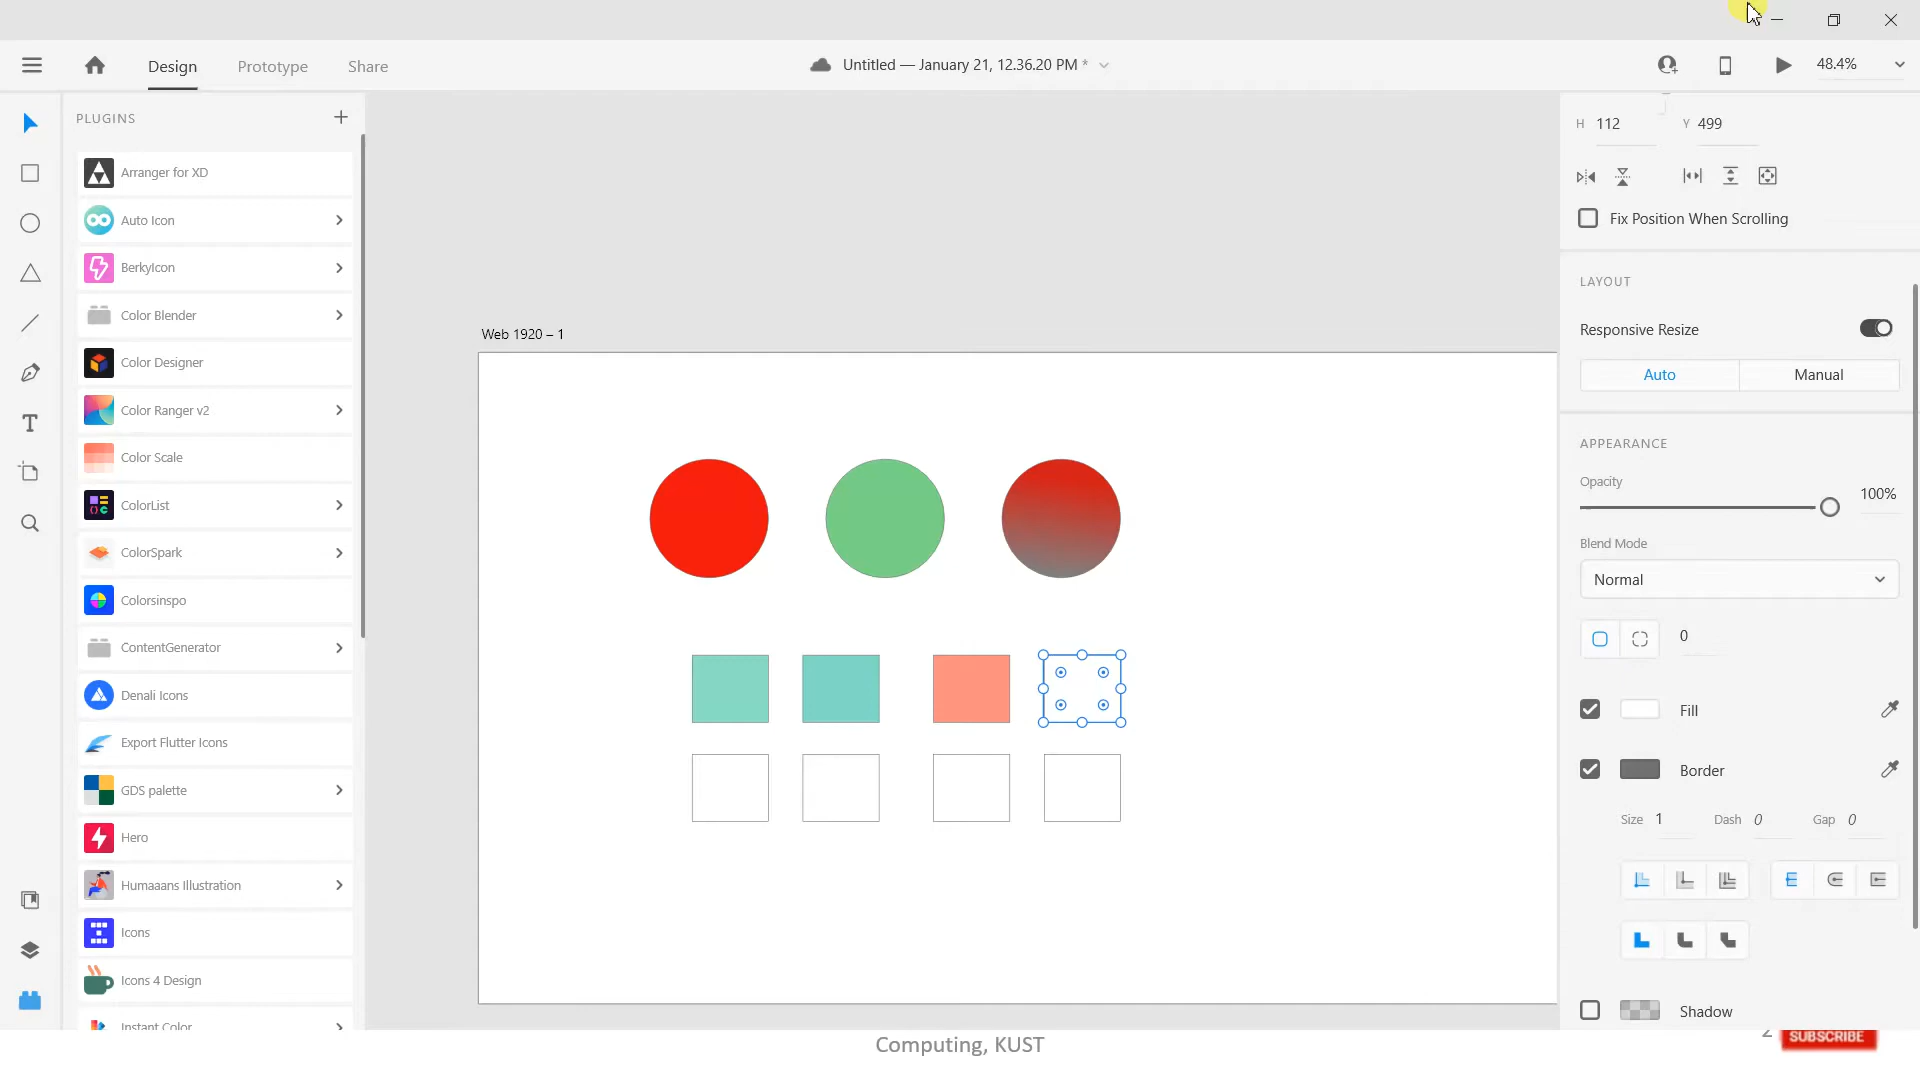 Design
Prototype
Share
Untitled — January 21, 12.36.20 PM *
48.4%
PLUGINS
Arranger for XD
Auto Icon
BerkyIcon
Color Blender
Color Designer
Color Ranger v2
Color Scale
ColorList
ColorSpark
Colorsinspo
ContentGenerator
Denali Icons
Export Flutter Icons
GDS palette
Hero
Humaaans Illustration
Icons
Icons 4 Design
Instant Color
Web 1920 – 1
H 112
Y 499
Fix Position When Scrolling
LAYOUT
Responsive Resize
Auto
Manual
APPEARANCE
Opacity
100%
Blend Mode
Normal
0
Fill
Border
Size 1
Dash 0
Gap 0
Shadow
Computing, KUST
2
SUBSCRIBE